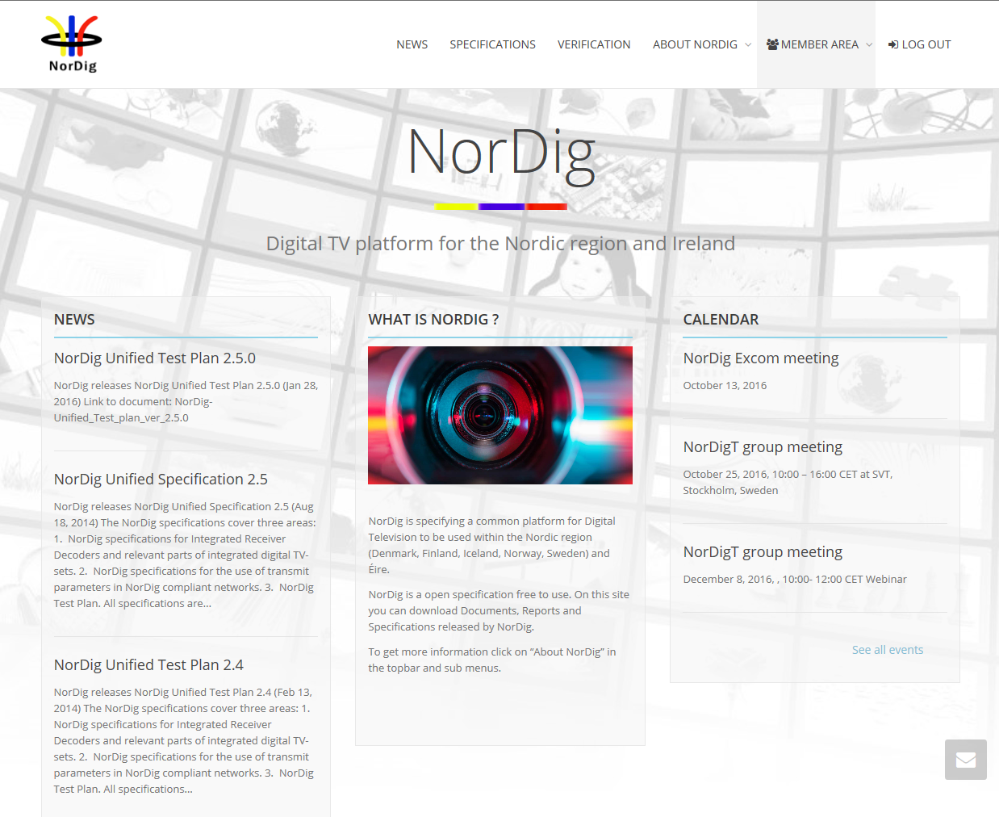 NorDig
NEWS
SPECIFICATIONS
VERIFICATION
ABOUT NORDIG
MEMBER AREA
LOG OUT
NorDig
Digital TV platform for the Nordic region and Ireland
NEWS
NorDig Unified Test Plan 2.5.0
NorDig releases NorDig Unified Test Plan 2.5.0 (Jan 28,
2016) Link to document: NorDig-
Unified_Test_plan_ver_2.5.0
NorDig Unified Specification 2.5
NorDig releases NorDig Unified Specification 2.5 (Aug
18, 2014) The NorDig specifications cover three areas:
1.  NorDig specifications for Integrated Receiver
Decoders and relevant parts of integrated digital TV-
sets. 2.  NorDig specifications for the use of transmit
parameters in NorDig compliant networks. 3.  NorDig
Test Plan. All specifications are...
NorDig Unified Test Plan 2.4
NorDig releases NorDig Unified Test Plan 2.4 (Feb 13,
2014) The NorDig specifications cover three areas: 1.
NorDig specifications for Integrated Receiver
Decoders and relevant parts of integrated digital TV-
sets. 2.  NorDig specifications for the use of transmit
parameters in NorDig compliant networks. 3.  NorDig
Test Plan. All specifications...
WHAT IS NORDIG ?
NorDig is specifying a common platform for Digital
Television to be used within the Nordic region
(Denmark, Finland, Iceland, Norway, Sweden) and
Éire.
NorDig is a open specification free to use. On this site
you can download Documents, Reports and
Specifications released by NorDig.
To get more information click on “About NorDig” in
the topbar and sub menus.
CALENDAR
NorDig Excom meeting
October 13, 2016
NorDigT group meeting
October 25, 2016, 10:00 – 16:00 CET at SVT,
Stockholm, Sweden
NorDigT group meeting
December 8, 2016, , 10:00- 12:00 CET Webinar
See all events